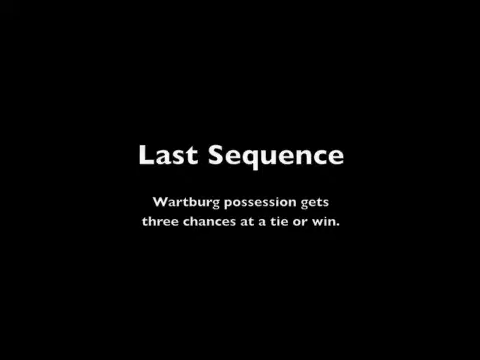 Last Sequence
Wartburg possession gets
three chances at a tie or win.